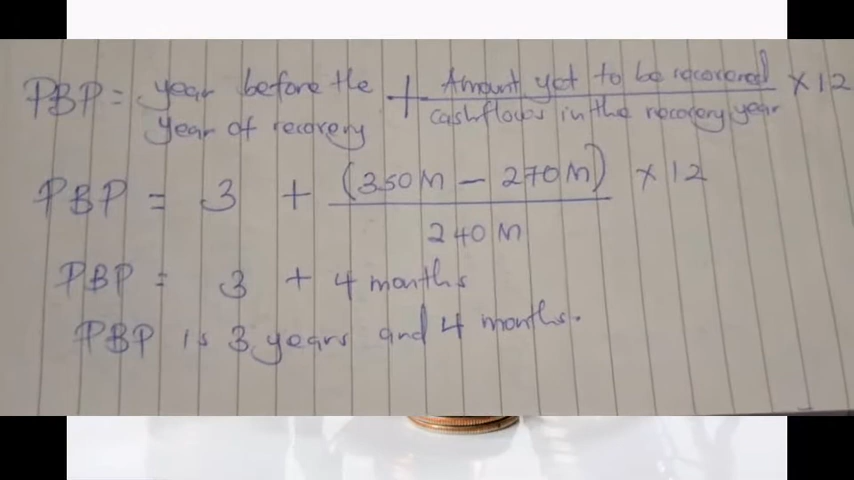 PBP = year before the year of recovery + Amount yet to be recovered / cashflows in the recovery year × 12
PBP = 3 + (350M - 270M) / 240M × 12
PBP = 3 + 4 months
PBP is 3 years and 4 months.